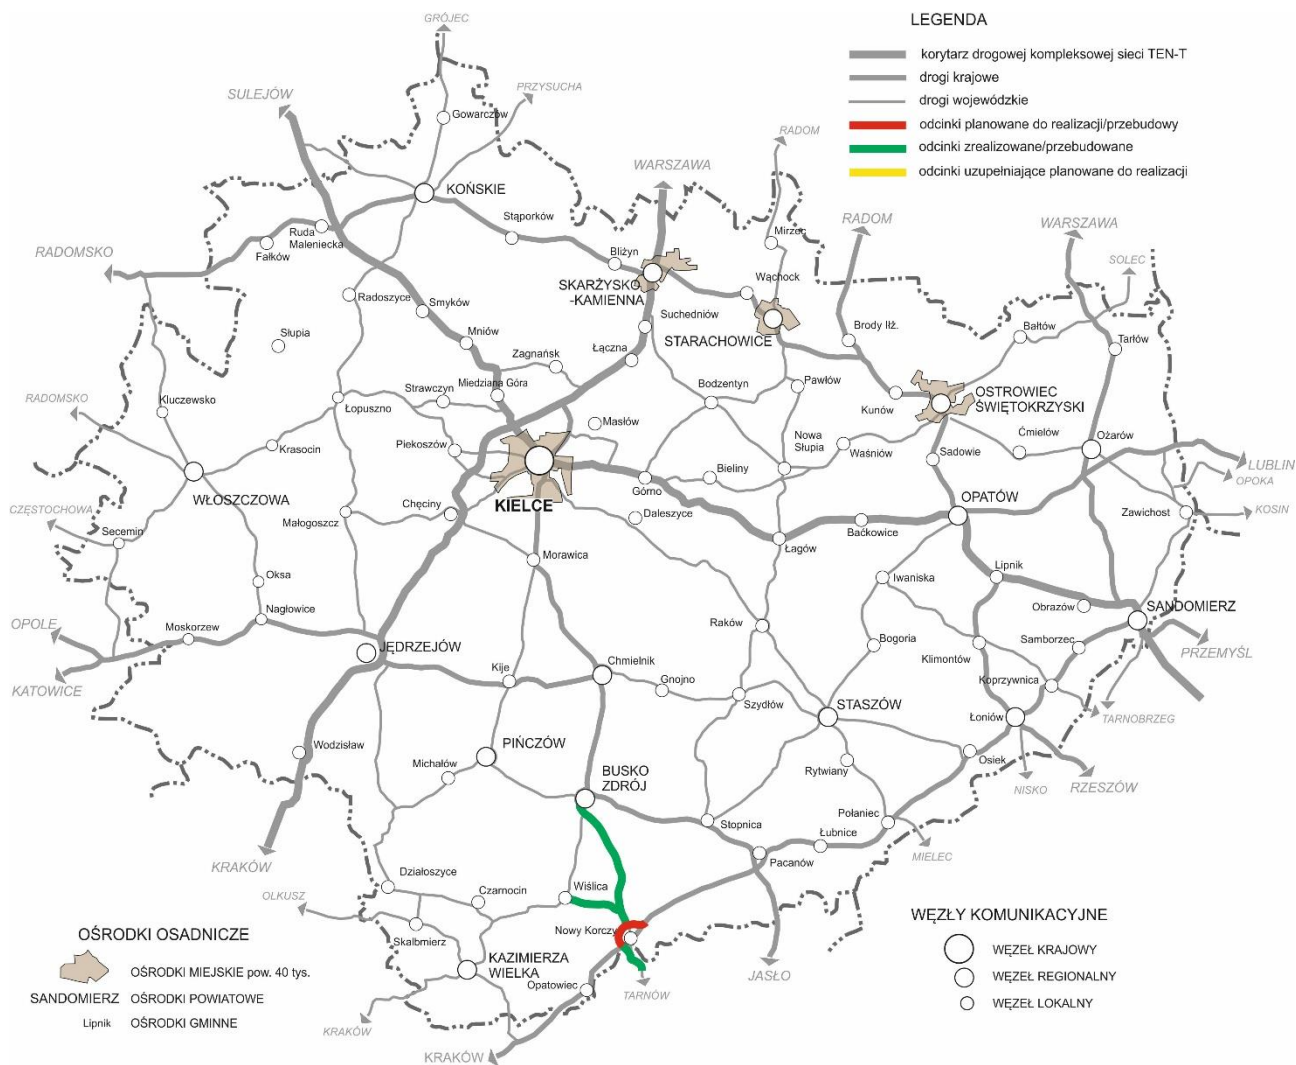 LEGENDA
korytarz drogowej kompleksowej sieci TEN-T
drogi krajowe
drogi wojewódzkie
odcinki planowane do realizacji/przebudowy
odcinki zrealizowane/przebudowane
odcinki uzupełniające planowane do realizacji
GRÓJEC
SULEJÓW
PRZYSUCHA
Gowarczów
RADOM
WARSZAWA
KOŃSKIE
RADOM
WARSZAWA
Stąporków
Ruda
Maleniecka
Mirzec
RADOMSKO
Fałków
Bliżyn
SOLEC
Wąchock
SKARŻYSKO
-KAMIENNA
Radoszyce
Smyków
Suchedniów
Słupia
Mniów
STARACHOWICE
Brody Iłż.
Bałtów
Tarłów
Łączna
Zagnańsk
Miedziana Góra
Strawczyn
Bodzentyn
Pawłów
OSTROWIEC
ŚWIĘTOKRZYSKI
RADOMSKO
Kluczewsko
Łopuszno
Kunów
Masłów
Piekoszów
Krasocin
Nowa
Słupia
Waśniów
Ćmielów
Ożarów
Sadowie
LUBLIN
OPOKA
WŁOSZCZOWA
Bieliny
Górno
KIELCE
Chęciny
OPATÓW
CZĘSTOCHOWA
Małogoszcz
Daleszyce
Zawichost
KOSIN
Secemin
Baćkowice
Łagów
Morawica
Lipnik
Iwaniska
Oksa
Obrazów
SANDOMIERZ
Nagłowice
OPOLE
Moskorzew
Raków
Bogoria
Samborzec
JĘDRZEJÓW
Klimontów
PRZEMYŚL
Kije
Chmielnik
KATOWICE
Gnojno
Koprzywnica
Szydłów
STASZÓW
Łoniów
TARNOBRZEG
Wodzisław
PIŃCZÓW
Michałów
Osiek
Rytwiany
BUSKO
ZDRÓJ
NISKO
RZESZÓW
Połaniec
Stopnica
Łubnice
KRAKÓW
MIELEC
Pacanów
Działoszyce
Czarnocin
Wiślica
OLKUSZ
Nowy Korczyn
Skalbmierz
KAZIMIERZA
WIELKA
Opatowiec
TARNÓW
JASŁO
KRAKÓW
KRAKÓW
OŚRODKI OSADNICZE
OŚRODKI MIEJSKIE pow. 40 tys.
SANDOMIERZ OŚRODKI POWIATOWE
Lipnik OŚRODKI GMINNE
WĘZŁY KOMUNIKACYJNE
WĘZEŁ KRAJOWY
WĘZEŁ REGIONALNY
WĘZEŁ LOKALNY